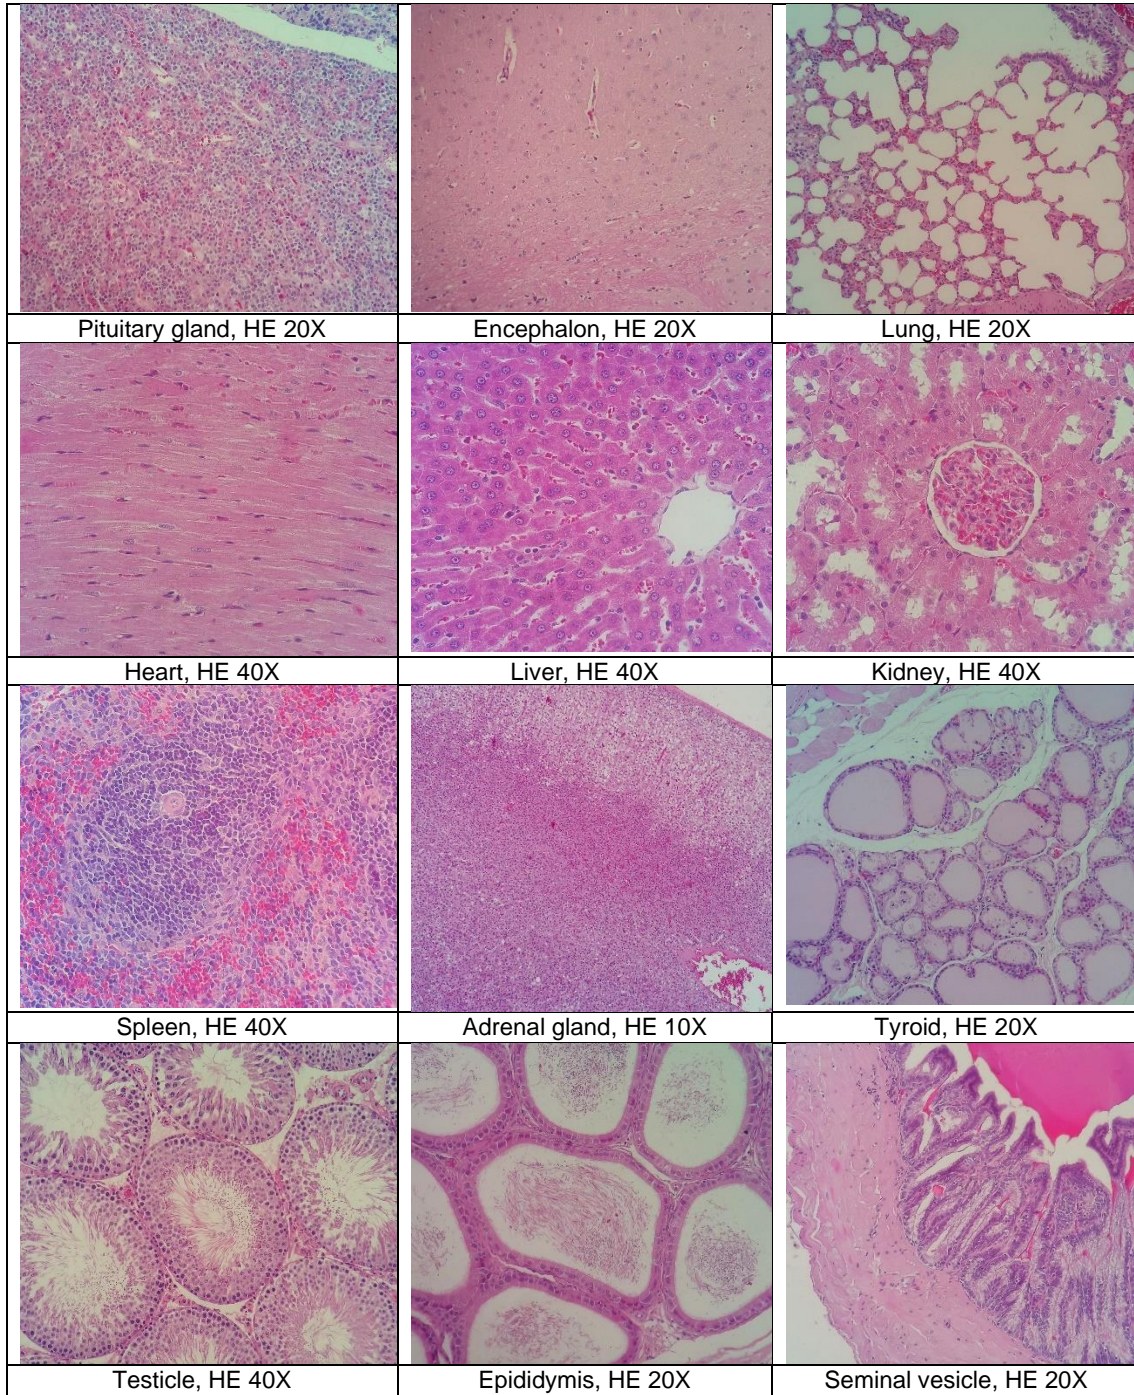 Pituitary gland, HE 20X
Encephalon, HE 20X
Lung, HE 20X
Heart, HE 40X
Liver, HE 40X
Kidney, HE 40X
Spleen, HE 40X
Adrenal gland, HE 10X
Tyroid, HE 20X
Testicle, HE 40X
Epididymis, HE 20X
Seminal vesicle, HE 20X